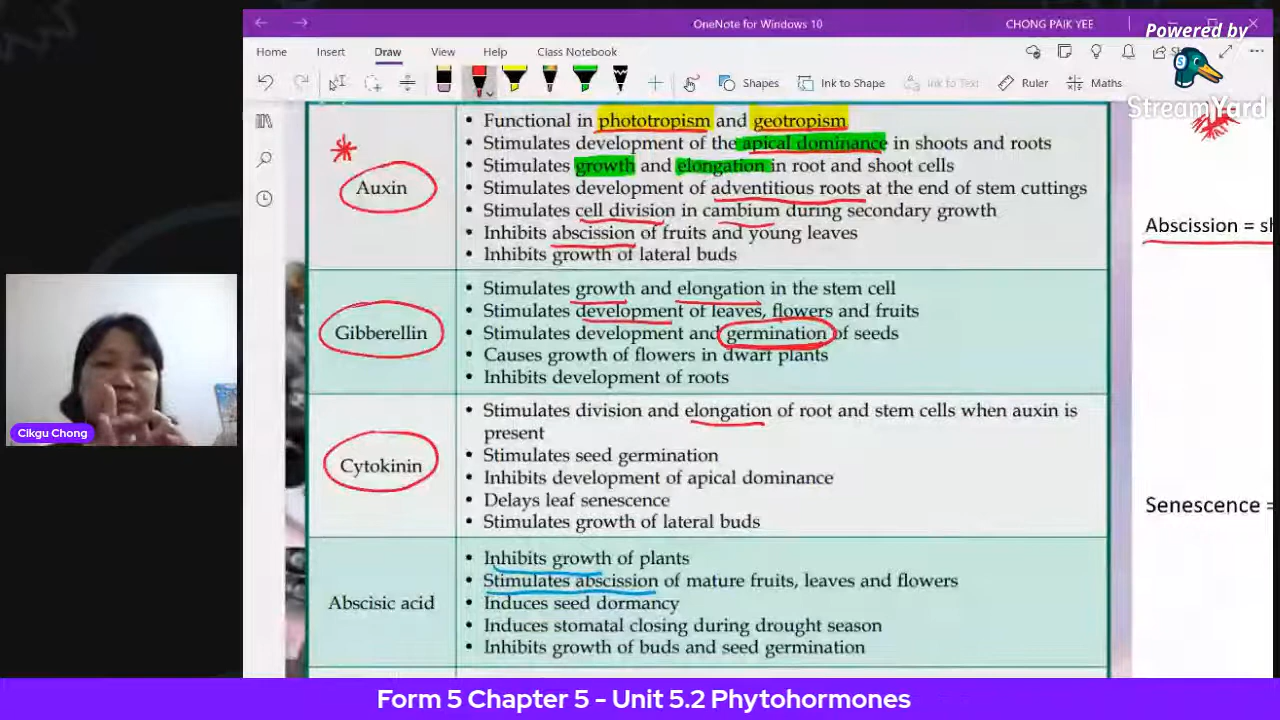 OneNote for Windows 10
CHONG PAIK YEE
Powered by
StreamYard
Home Insert Draw View Help Class Notebook
Shapes Ink to Shape Ink to Text Ruler Maths
Auxin
• Functional in phototropism and geotropism
• Stimulates development of the apical dominance in shoots and roots
• Stimulates growth and elongation in root and shoot cells
• Stimulates development of adventitious roots at the end of stem cuttings
• Stimulates cell division in cambium during secondary growth
• Inhibits abscission of fruits and young leaves
• Inhibits growth of lateral buds
Abscission = sh
Gibberellin
• Stimulates growth and elongation in the stem cell
• Stimulates development of leaves, flowers and fruits
• Stimulates development and germination of seeds
• Causes growth of flowers in dwarf plants
• Inhibits development of roots
Cytokinin
• Stimulates division and elongation of root and stem cells when auxin is
present
• Stimulates seed germination
• Inhibits development of apical dominance
• Delays leaf senescence
• Stimulates growth of lateral buds
Senescence =
Abscisic acid
• Inhibits growth of plants
• Stimulates abscission of mature fruits, leaves and flowers
• Induces seed dormancy
• Induces stomatal closing during drought season
• Inhibits growth of buds and seed germination
Cikgu Chong
Form 5 Chapter 5 - Unit 5.2 Phytohormones